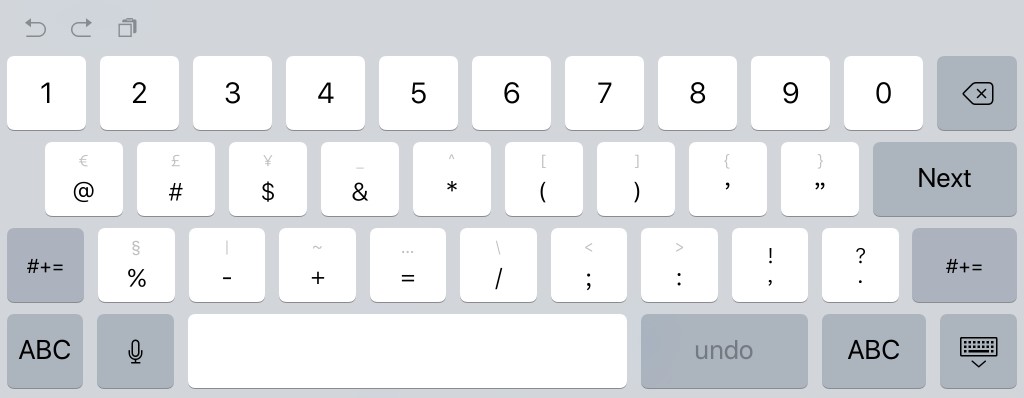 1 2 3 4 5 6 7 8 9 0
€ £ ¥ _ ^ [ ] { }
@ # $ & * ( ) ’ ” Next
§ | ~ … \ < > ! ?
#+= % - + = / ; : , . #+=
ABC undo ABC